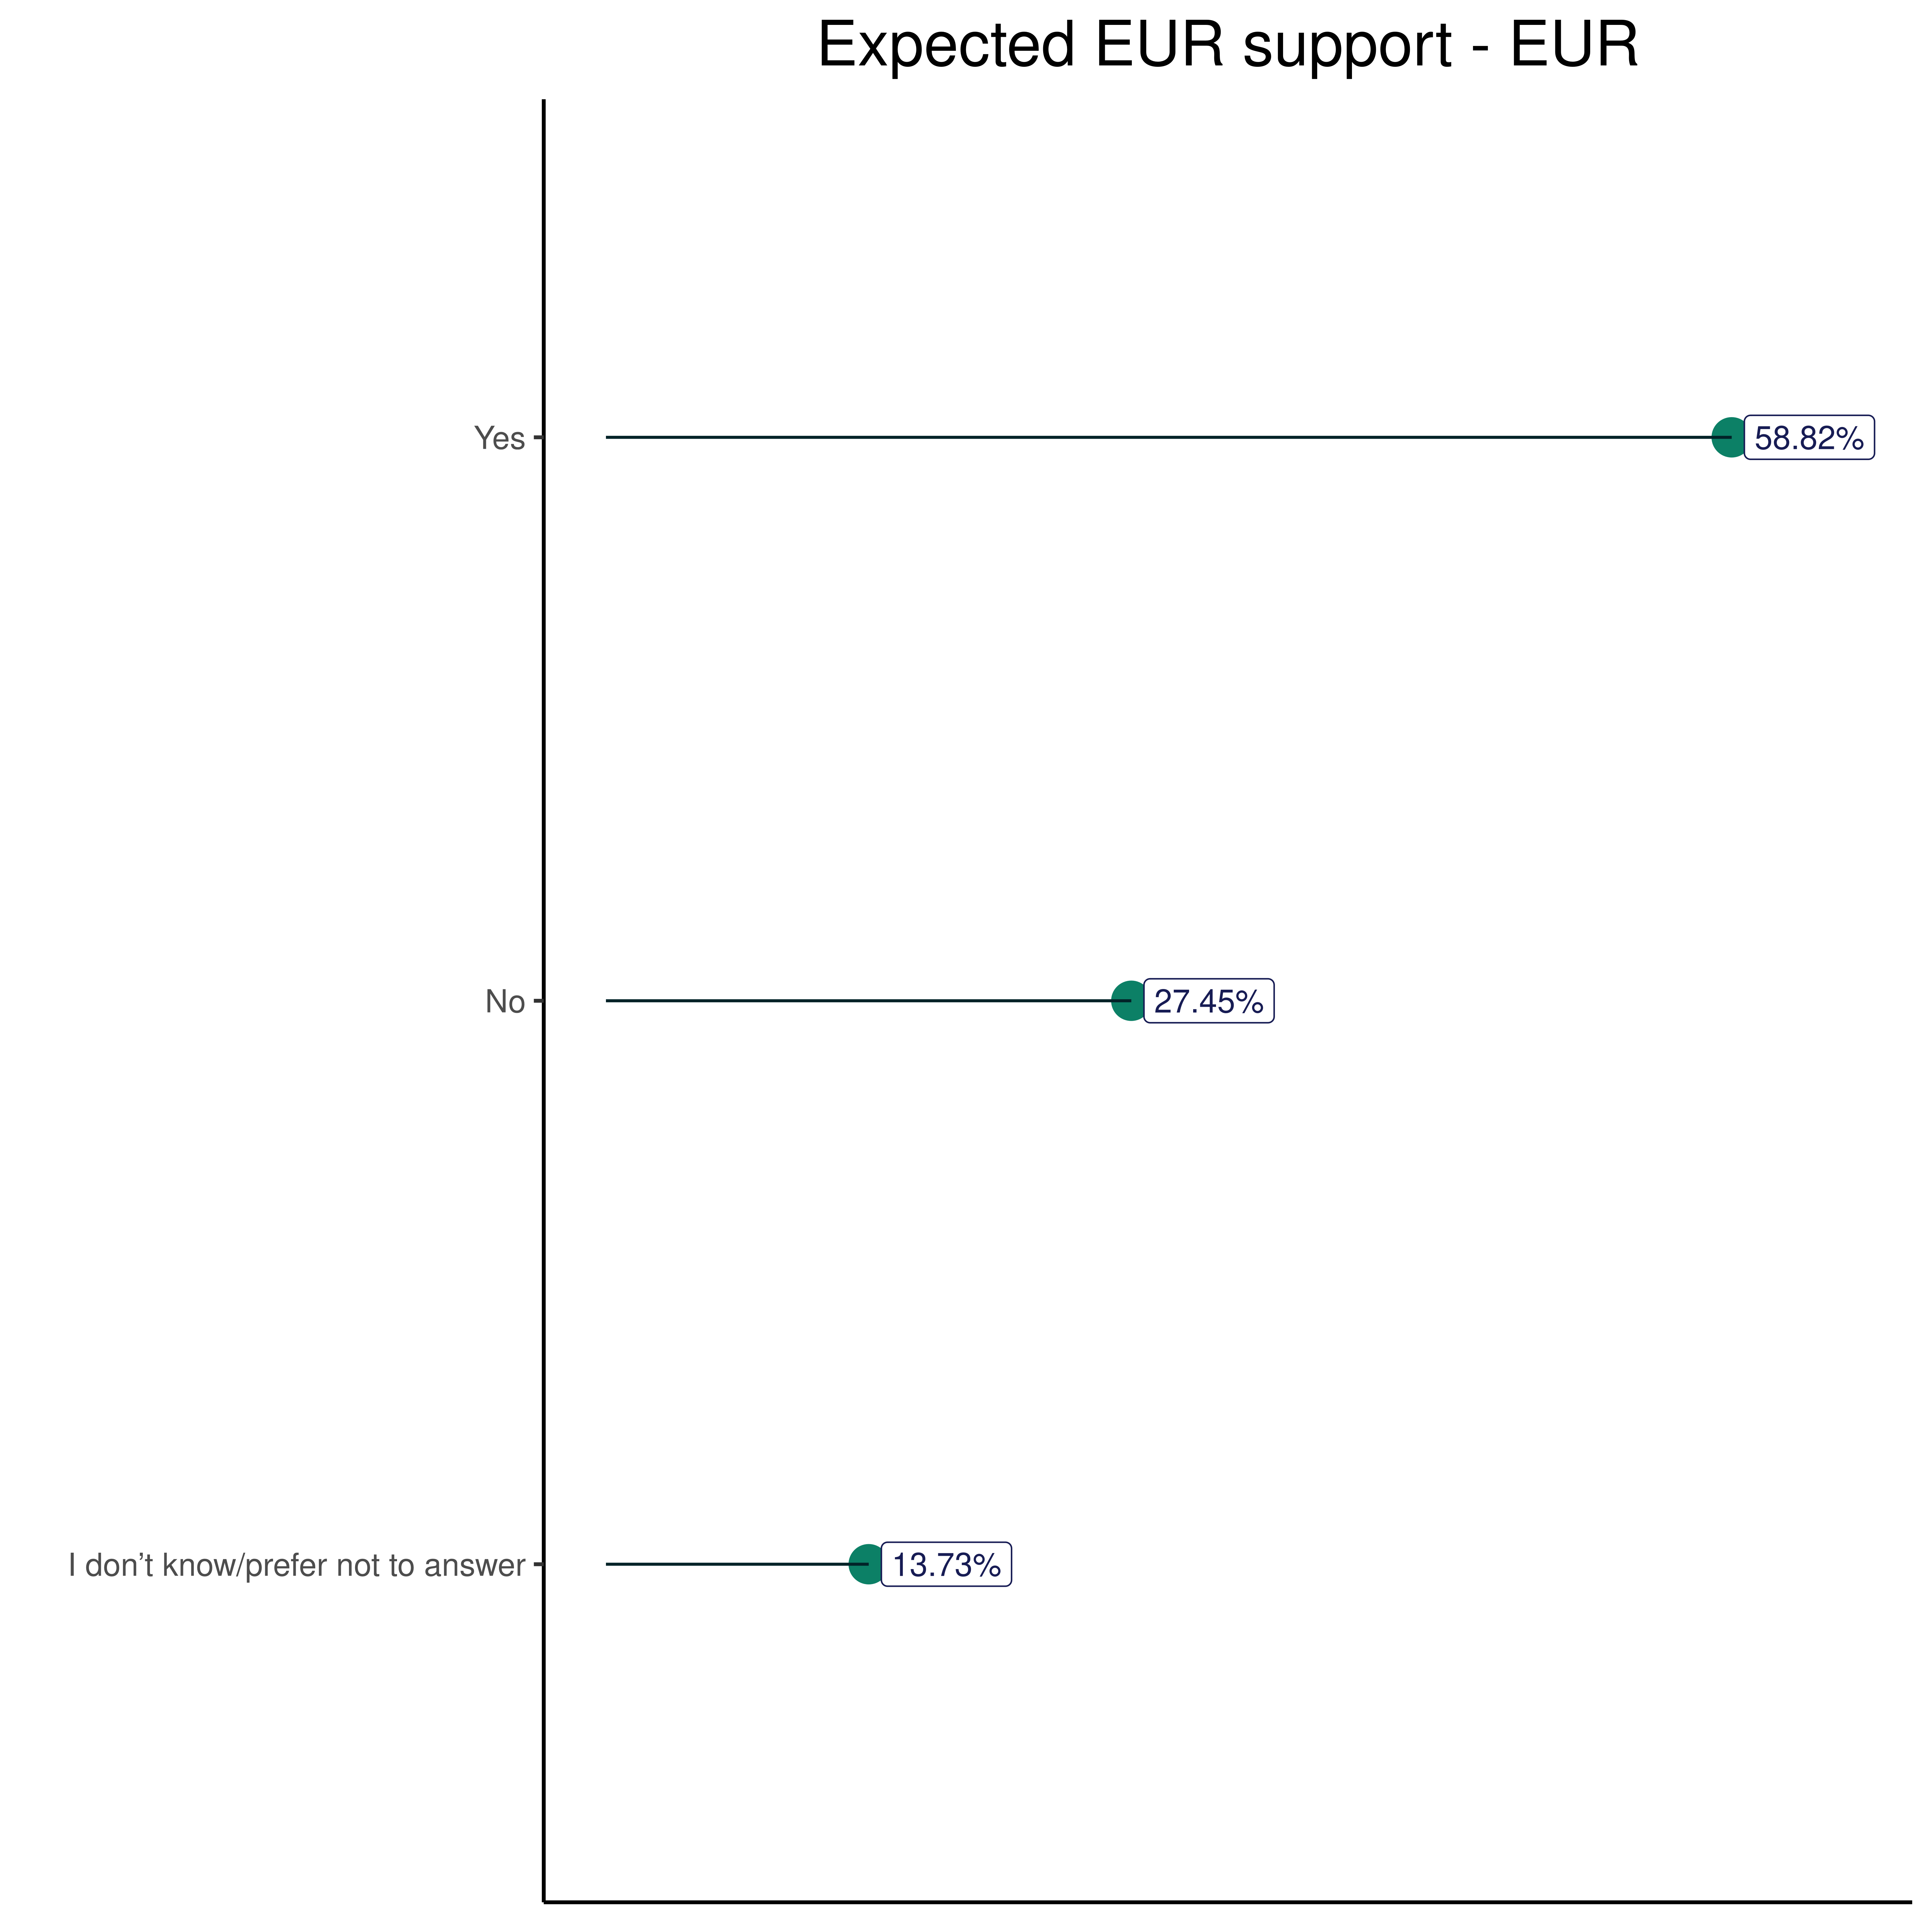 Expected EUR support - EUR
Yes
58.82%
No
27.45%
I don’t know/prefer not to answer
13.73%